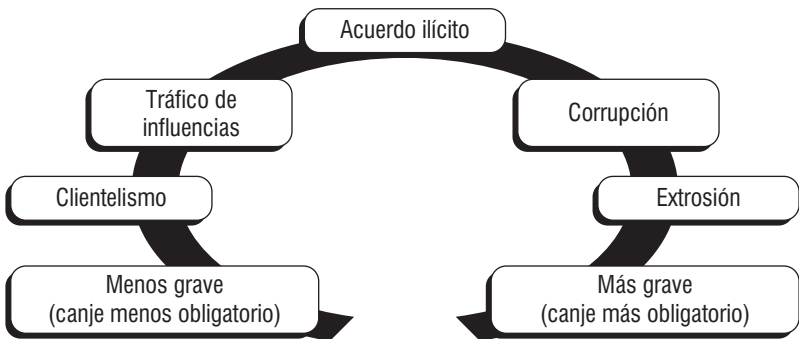 Acuerdo ilícito
Tráfico de
influencias
Corrupción
Clientelismo
Extrosión
Menos grave
(canje menos obligatorio)
Más grave
(canje más obligatorio)